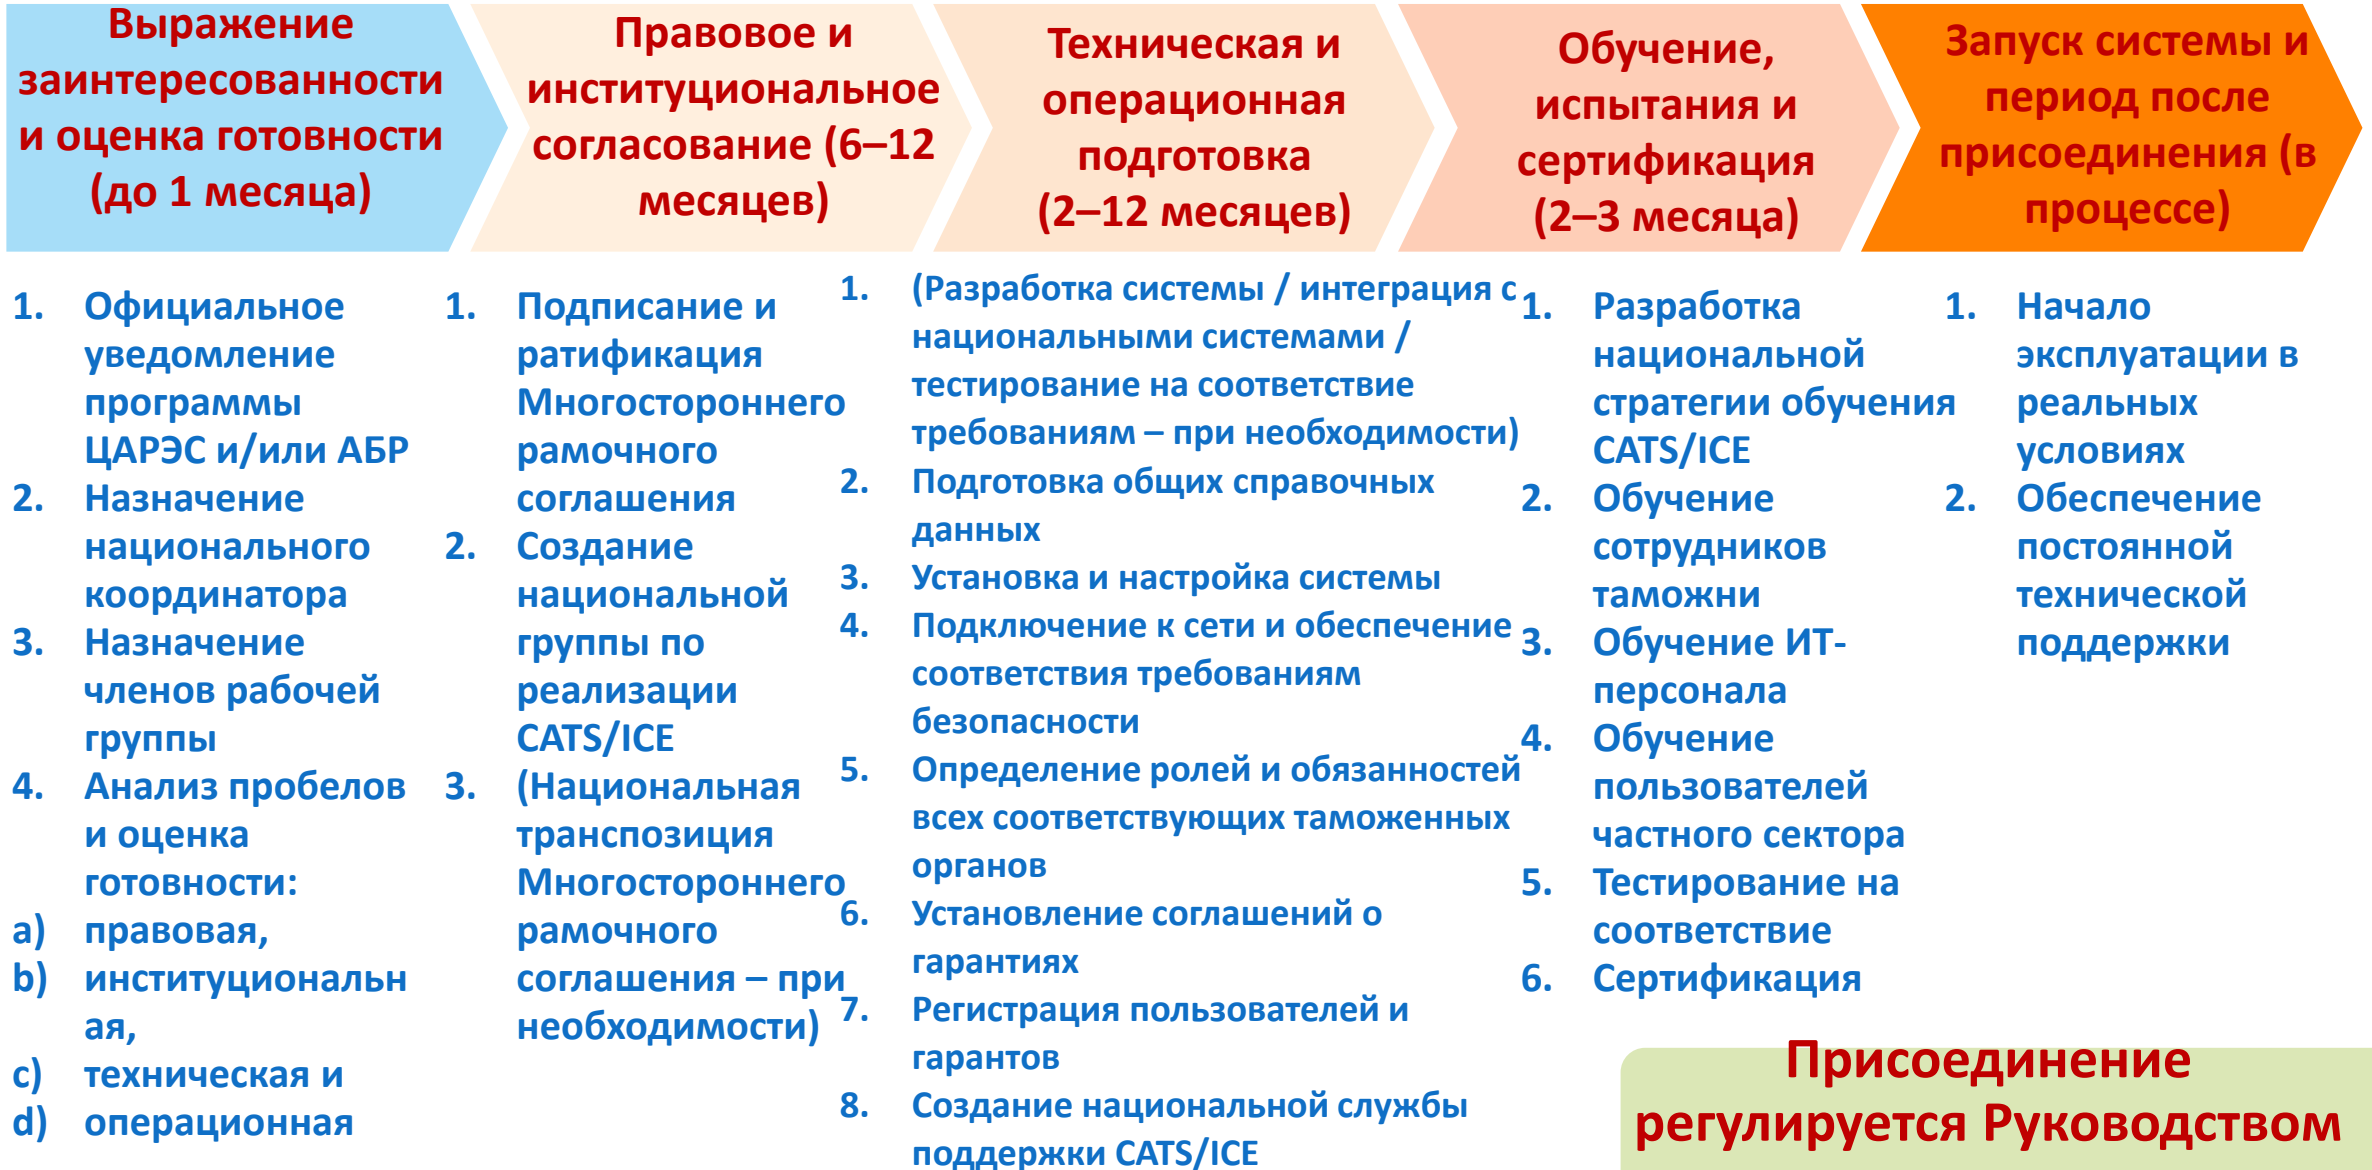 Выражение
заинтересованности
и оценка готовности
(до 1 месяца)
Правовое и
институциональное
согласование (6–12
месяцев)
Техническая и
операционная
подготовка
(2–12 месяцев)
Обучение,
испытания и
сертификация
(2–3 месяца)
Запуск системы и
период после
присоединения (в
процессе)
1. Официальное
уведомление
программы
ЦАРЭС и/или АБР
2. Назначение
национального
координатора
3. Назначение
членов рабочей
группы
4. Анализ пробелов
и оценка
готовности:
a) правовая,
b) институциональн
ая,
c) техническая и
d) операционная
1. Подписание и
ратификация
Многостороннего
рамочного
соглашения
2. Создание
национальной
группы по
реализации
CATS/ICE
3. (Национальная
транспозиция
Многостороннего
рамочного
соглашения – при
необходимости)
1. (Разработка системы / интеграция с
национальными системами /
тестирование на соответствие
требованиям – при необходимости)
2. Подготовка общих справочных
данных
3. Установка и настройка системы
4. Подключение к сети и обеспечение
соответствия требованиям
безопасности
5. Определение ролей и обязанностей
всех соответствующих таможенных
органов
6. Установление соглашений о
гарантиях
7. Регистрация пользователей и
гарантов
8. Создание национальной службы
поддержки CATS/ICE
1. Разработка
национальной
стратегии обучения
CATS/ICE
2. Обучение
сотрудников
таможни
3. Обучение ИТ-
персонала
4. Обучение
пользователей
частного сектора
5. Тестирование на
соответствие
6. Сертификация
1. Начало
эксплуатации в
реальных
условиях
2. Обеспечение
постоянной
технической
поддержки
Присоединение
регулируется Руководством